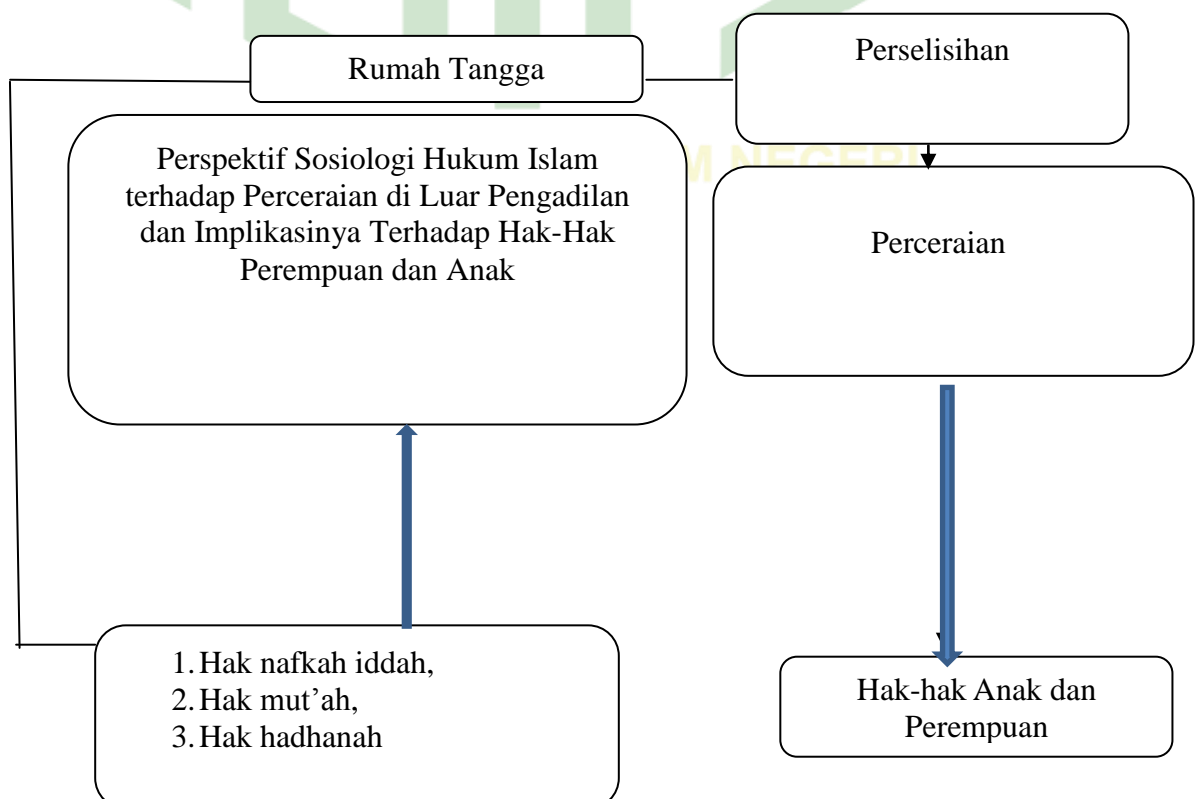 Rumah Tangga
Perselisihan
M NEGERI
Perspektif Sosiologi Hukum Islam
terhadap Perceraian di Luar Pengadilan
dan Implikasinya Terhadap Hak-Hak
Perempuan dan Anak
Perceraian
1. Hak nafkah iddah,
2. Hak mut’ah,
3. Hak hadhanah
Hak-hak Anak dan
Perempuan